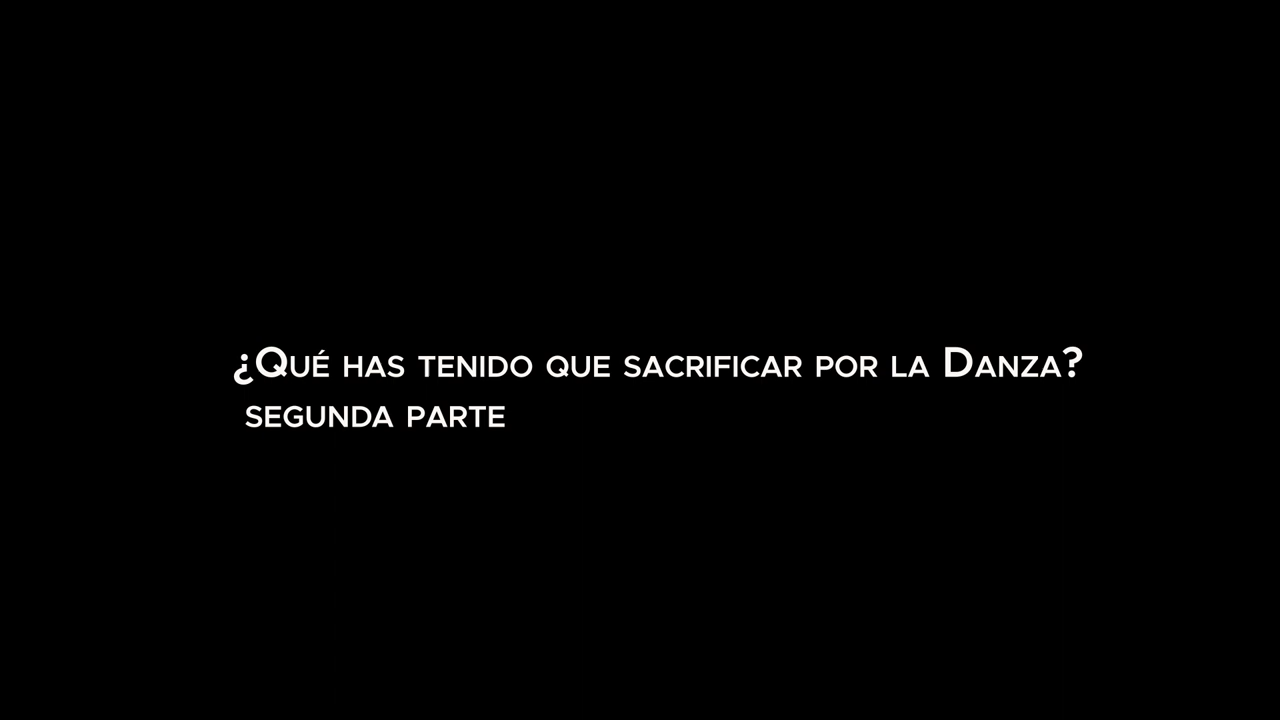 ¿Qué has tenido que sacrificar por la Danza?
segunda parte